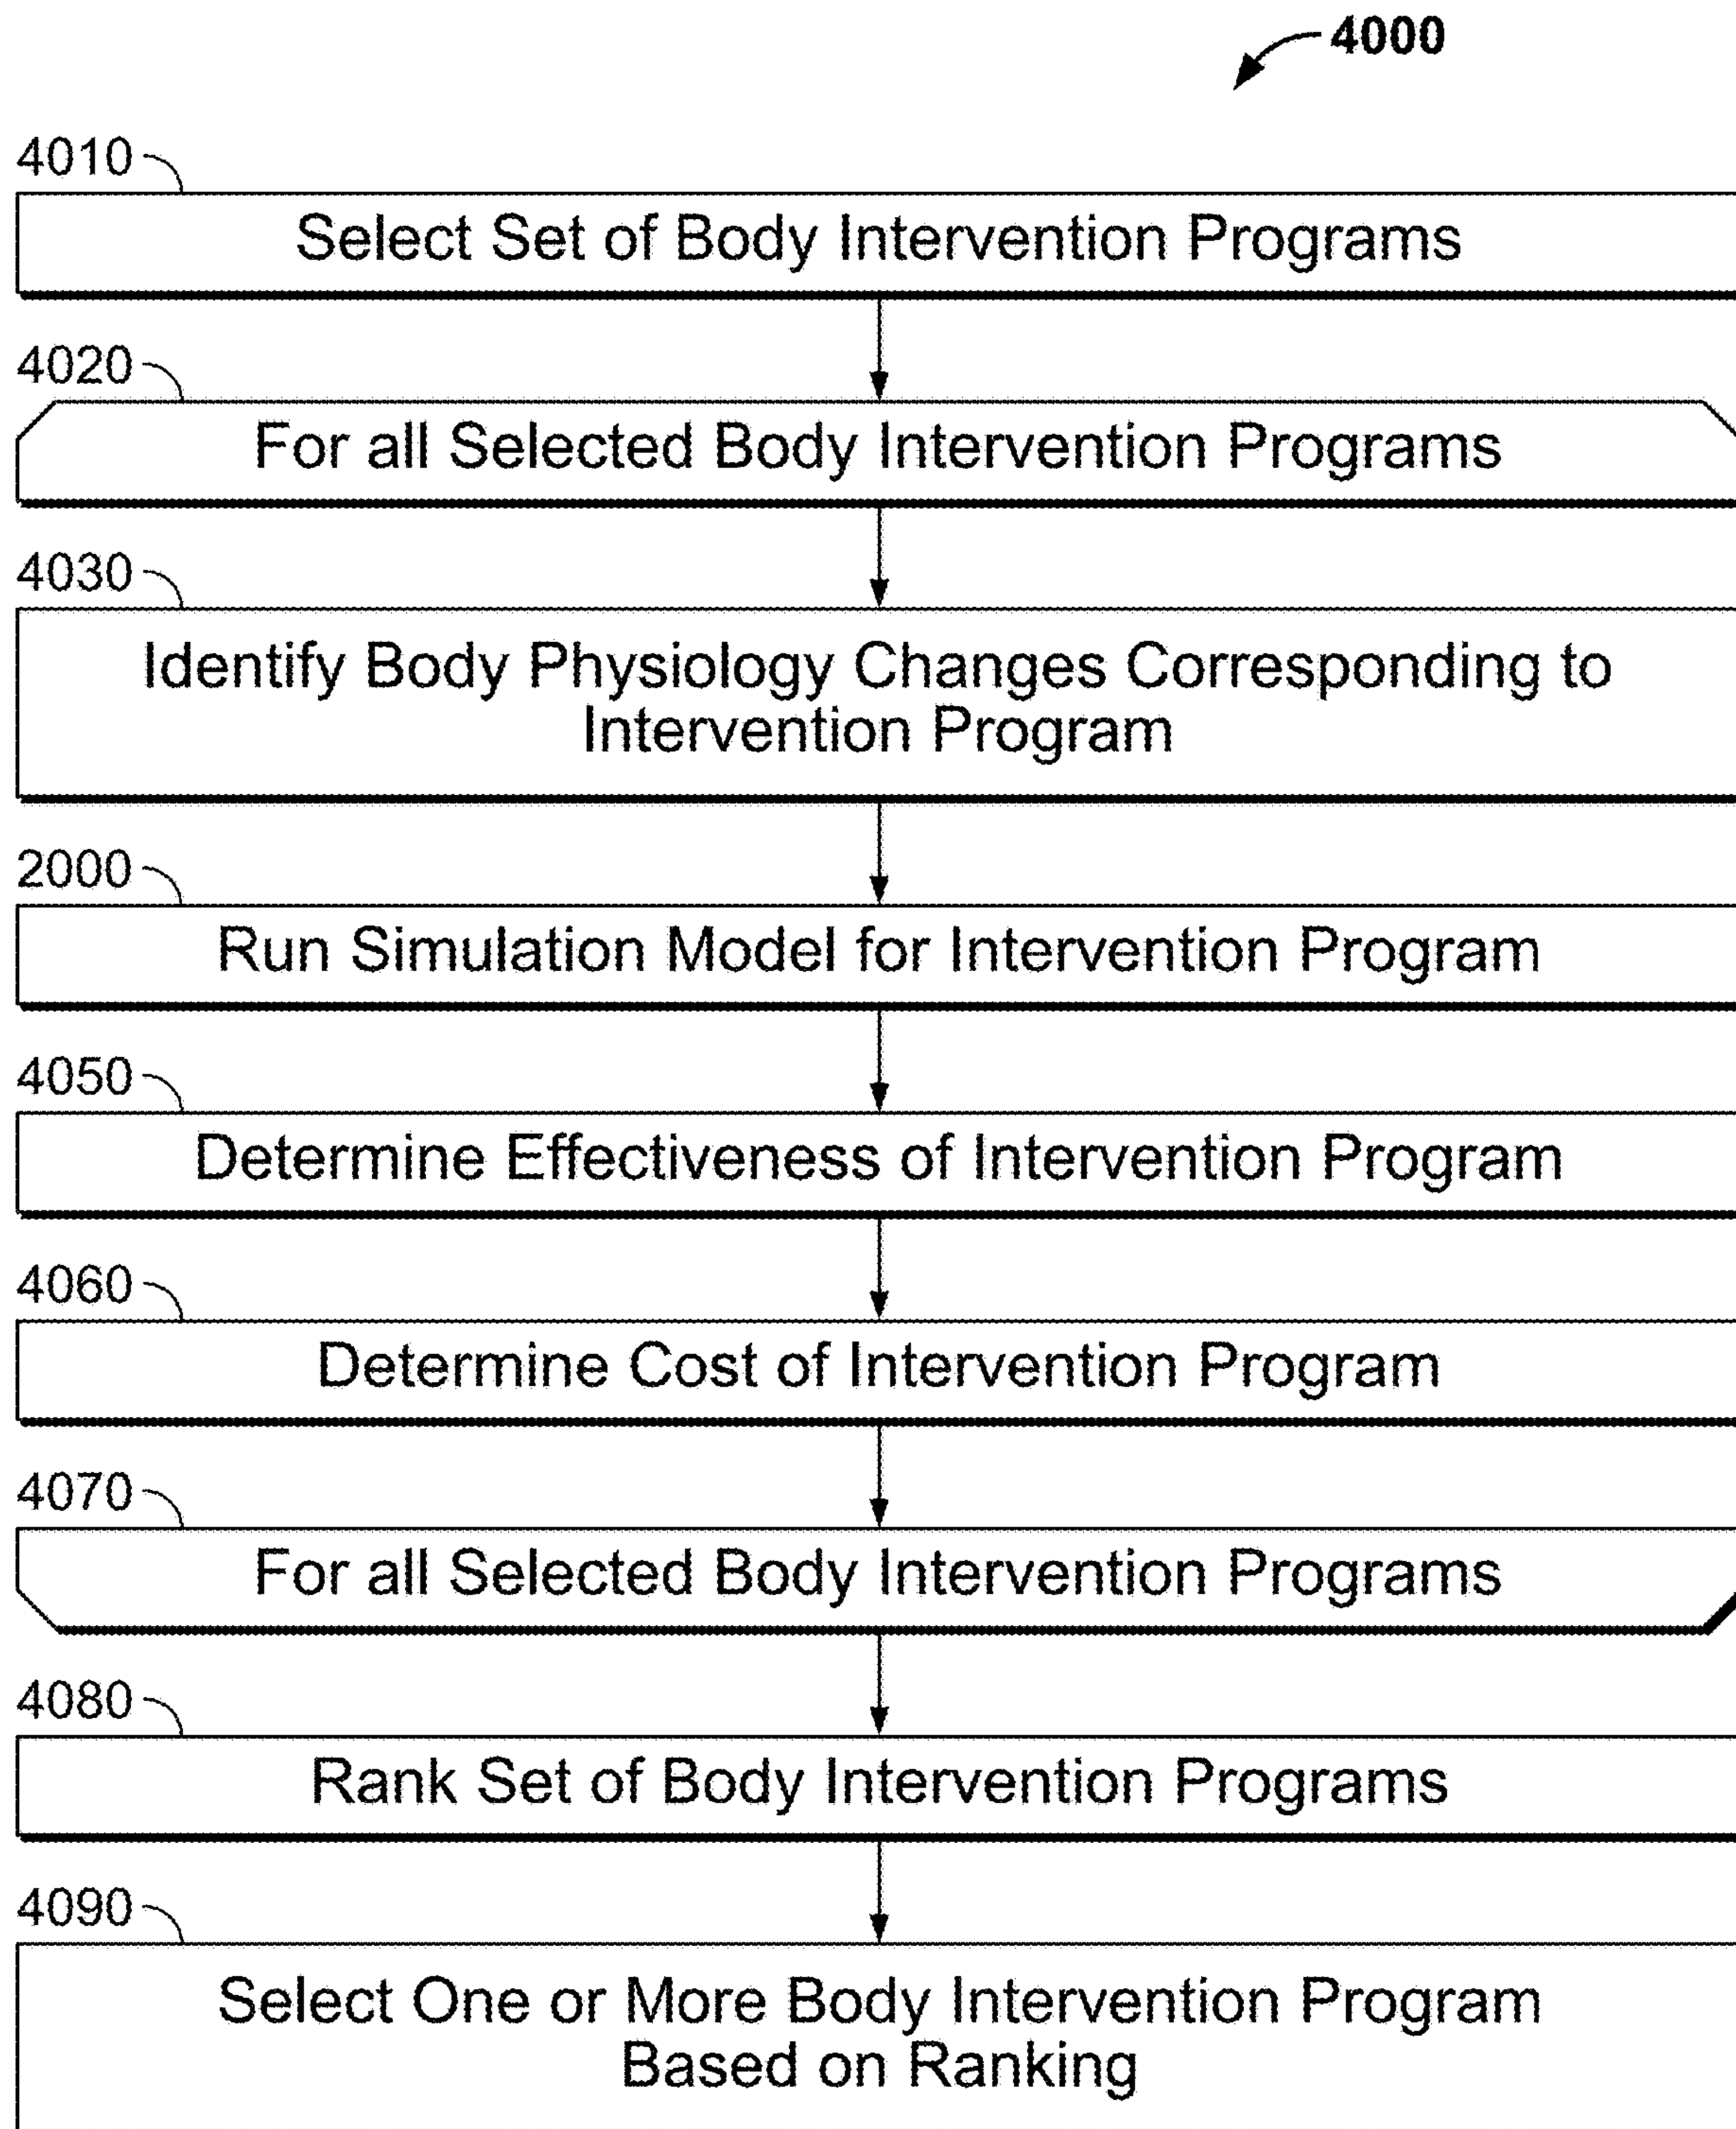 4000
4010
Select Set of Body Intervention Programs
4020
For all Selected Body Intervention Programs
4030
Identify Body Physiology Changes Corresponding to
Intervention Program
2000
Run Simulation Model for Intervention Program
4050
Determine Effectiveness of Intervention Program
4060
Determine Cost of Intervention Program
4070
For all Selected Body Intervention Programs
4080
Rank Set of Body Intervention Programs
4090
Select One or More Body Intervention Program
Based on Ranking